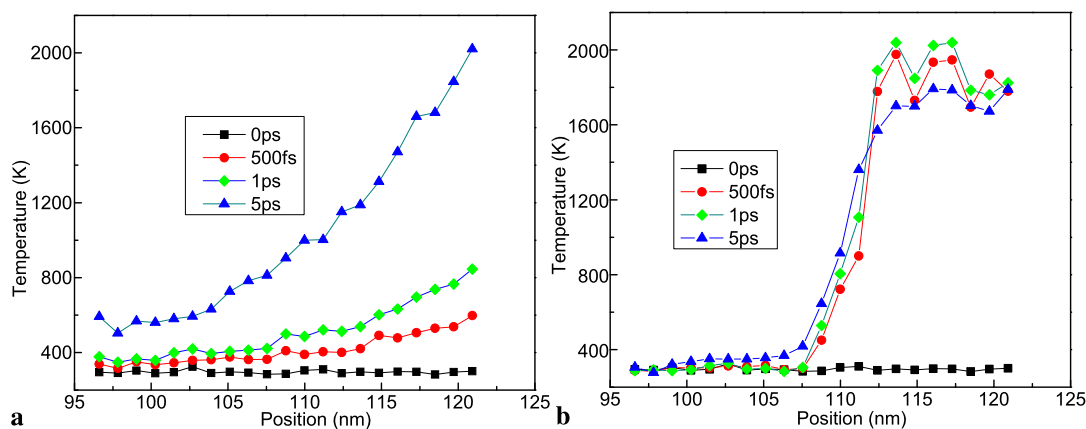 2000
1600
1200
800
400
Temperature (K)
0ps
500fs
1ps
5ps
95 100 105 110 115 120 125
Position (nm)
a
2000
1600
1200
800
400
Temperature (K)
0ps
500fs
1ps
5ps
95 100 105 110 115 120 125
Position (nm)
b